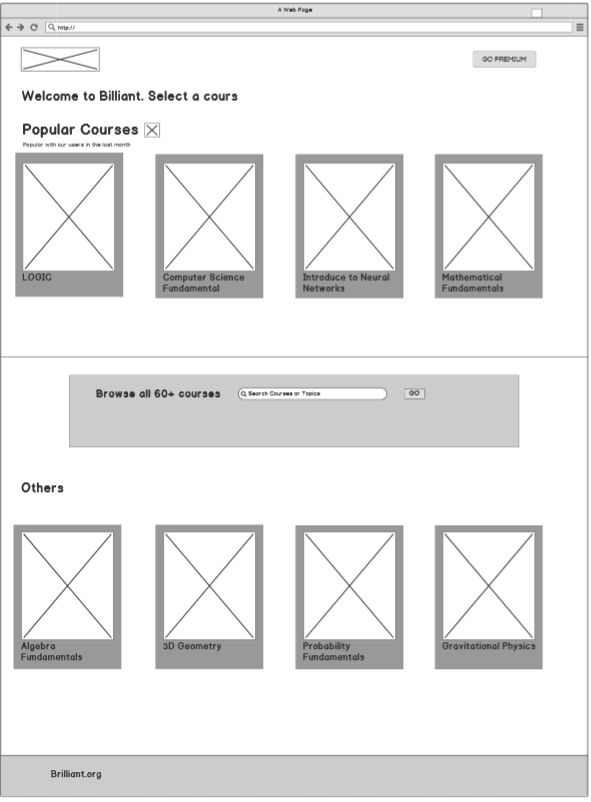 A Web Page
http://
GO PREMIUM
Welcome to Billiant. Select a cours
Popular Courses
Popular with our users in the last month
LOGIC
Computer Science
Fundamental
Introduce to Neural
Networks
Mathematical
Fundamentals
Browse all 60+ courses
Search Courses or Topics
GO
Others
Algebra
Fundamentals
3D Geometry
Probability
Fundamentals
Gravitational Physics
Brilliant.org